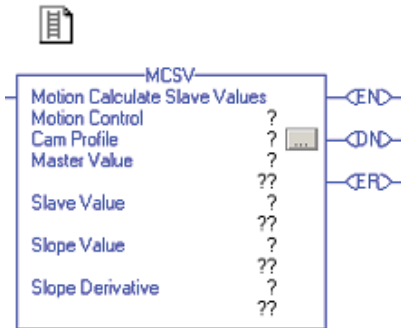 MCSV
Motion Calculate Slave Values
Motion Control ?
Cam Profile ? ...
Master Value ?
??
Slave Value ?
??
Slope Value ?
??
Slope Derivative ?
??
EN
DN
ER